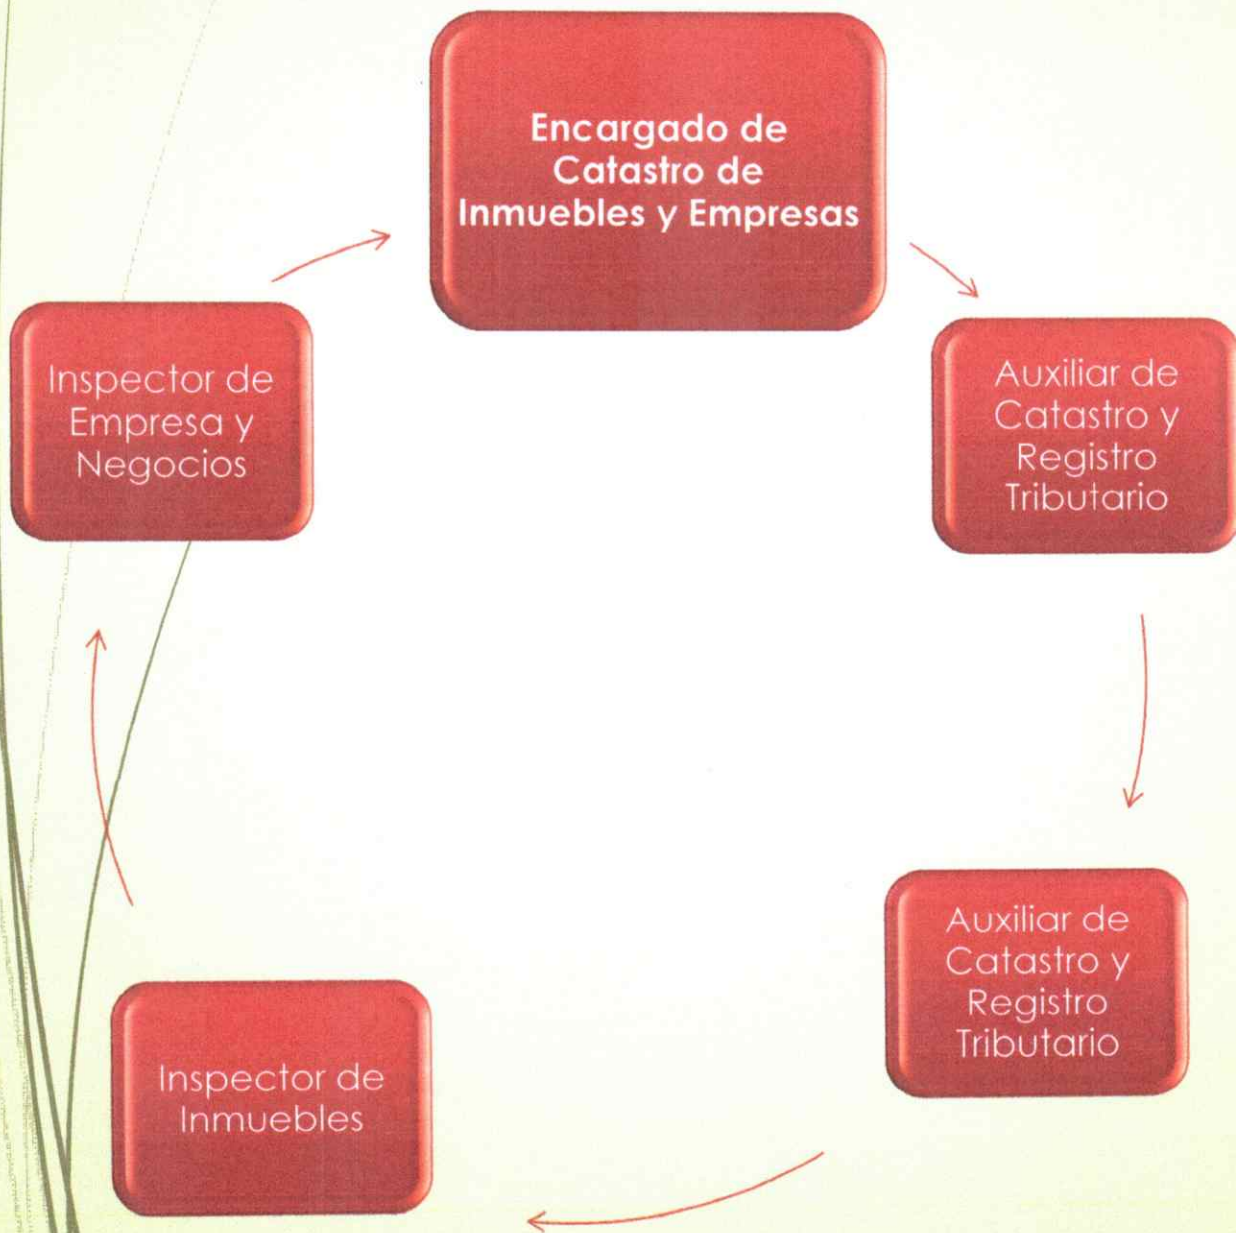 Encargado de
Catastro de
Inmuebles y Empresas
Inspector de
Empresa y
Negocios
Auxiliar de
Catastro y
Registro
Tributario
Auxiliar de
Catastro y
Registro
Tributario
Inspector de
Inmuebles